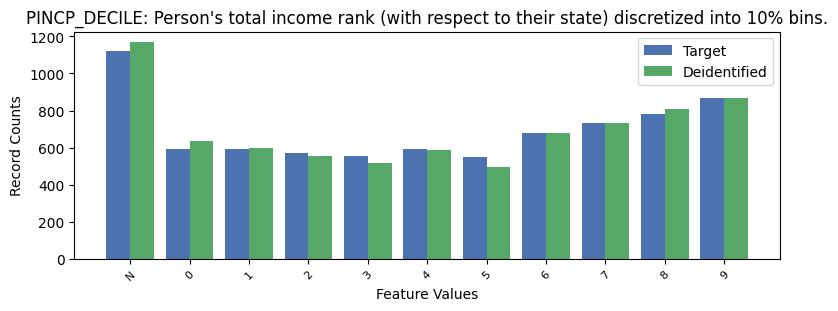 PINCP_DECILE: Person's total income rank (with respect to their state) discretized into 10% bins.
1200
1000
800
600
400
200
0
Record Counts
Target
Deidentified
N 0 1 2 3 4 5 6 7 8 9
Feature Values